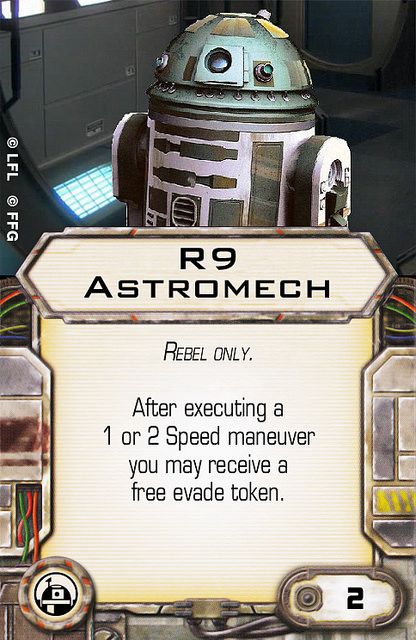 © LFL © FFG
R9
ASTROMECH
REBEL ONLY.
After executing a
1 or 2 Speed maneuver
you may receive a
free evade token.
2